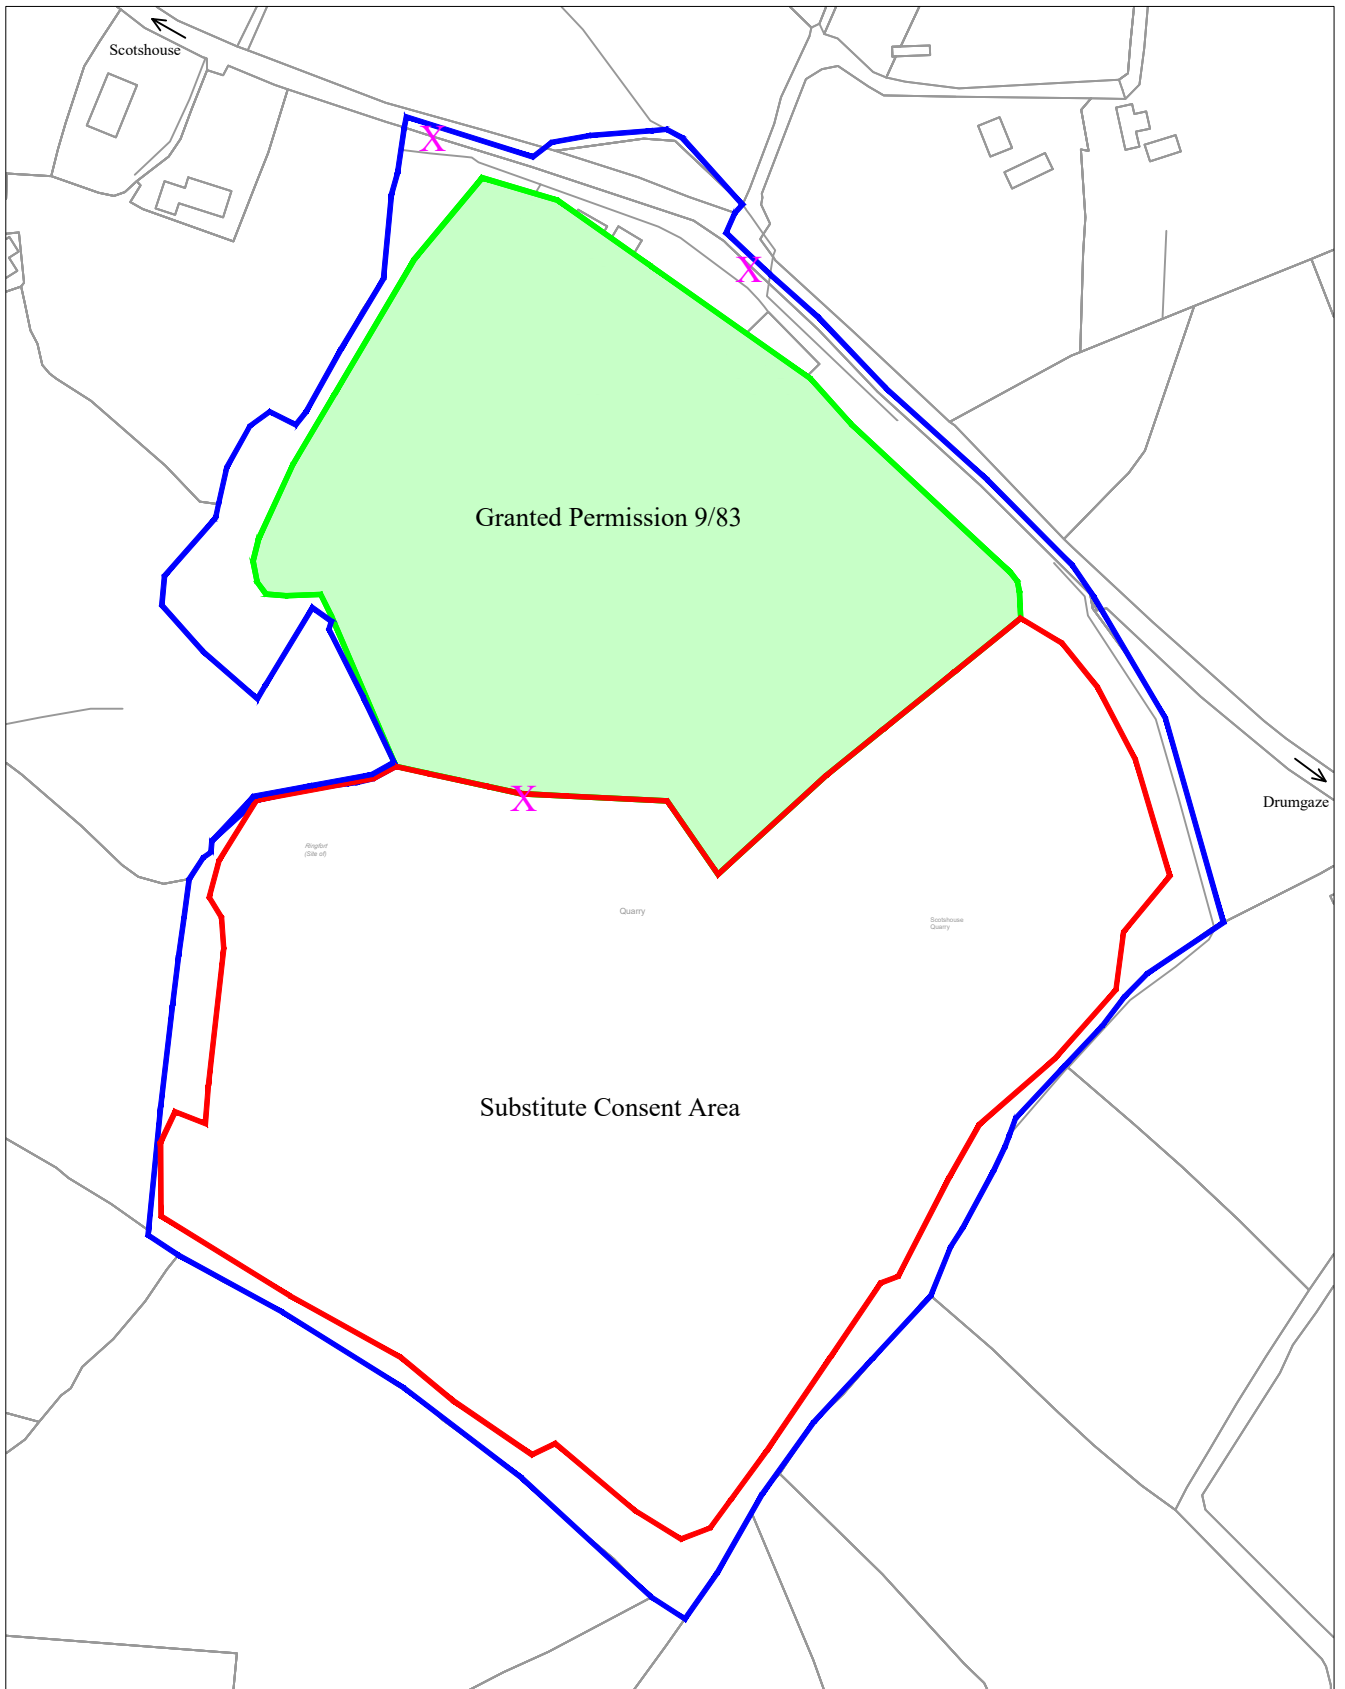 Scotshouse
X
X
Granted Permission 9/83
X
Drumgaze
Ringfort
(Site of)
Quarry
Scotshouse
Quarry
Substitute Consent Area